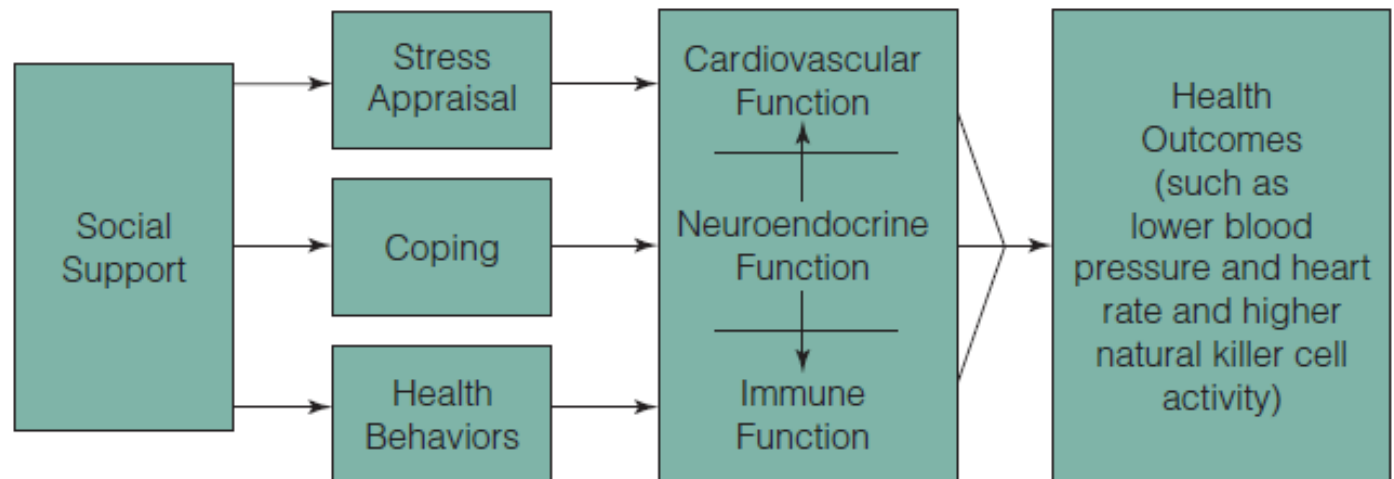 Social
Support
Stress
Appraisal
Coping
Health
Behaviors
Cardiovascular
Function
Neuroendocrine
Function
Immune
Function
Health
Outcomes
(such as
lower blood
pressure and heart
rate and higher
natural killer cell
activity)